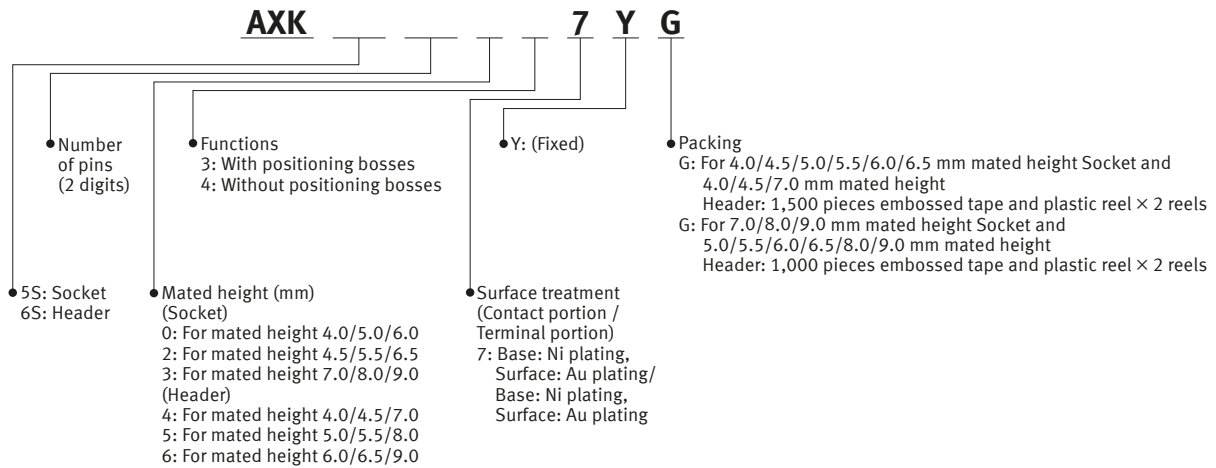 AXK 7 Y G
Number
of pins
(2 digits)
Functions
3: With positioning bosses
4: Without positioning bosses
Y: (Fixed)
Packing
G: For 4.0/4.5/5.0/5.5/6.0/6.5 mm mated height Socket and
4.0/4.5/7.0 mm mated height
Header: 1,500 pieces embossed tape and plastic reel × 2 reels
G: For 7.0/8.0/9.0 mm mated height Socket and
5.0/5.5/6.0/6.5/8.0/9.0 mm mated height
Header: 1,000 pieces embossed tape and plastic reel × 2 reels
5S: Socket
6S: Header
Mated height (mm)
(Socket)
0: For mated height 4.0/5.0/6.0
2: For mated height 4.5/5.5/6.5
3: For mated height 7.0/8.0/9.0
(Header)
4: For mated height 4.0/4.5/7.0
5: For mated height 5.0/5.5/8.0
6: For mated height 6.0/6.5/9.0
Surface treatment
(Contact portion /
Terminal portion)
7: Base: Ni plating,
Surface: Au plating/
Base: Ni plating,
Surface: Au plating